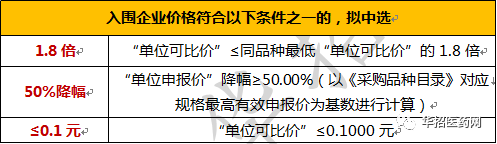 入围企业价格符合以下条件之一的，拟中选
1.8 倍
“单位可比价”≤同品种最低“单位可比价”的 1.8 倍
50%降幅
“单位申报价”降幅≥50.00%（以《采购品种目录》对应
规格最高有效申报价为基数进行计算）
≤0.1 元
“单位可比价”≤0.1000 元
华招医药网